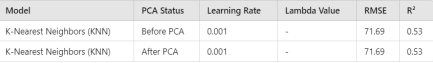 Model PCA Status Learning Rate Lambda Value RMSE R²
K-Nearest Neighbors (KNN) Before PCA 0.001 - 71.69 0.53
K-Nearest Neighbors (KNN) After PCA 0.001 - 71.69 0.53